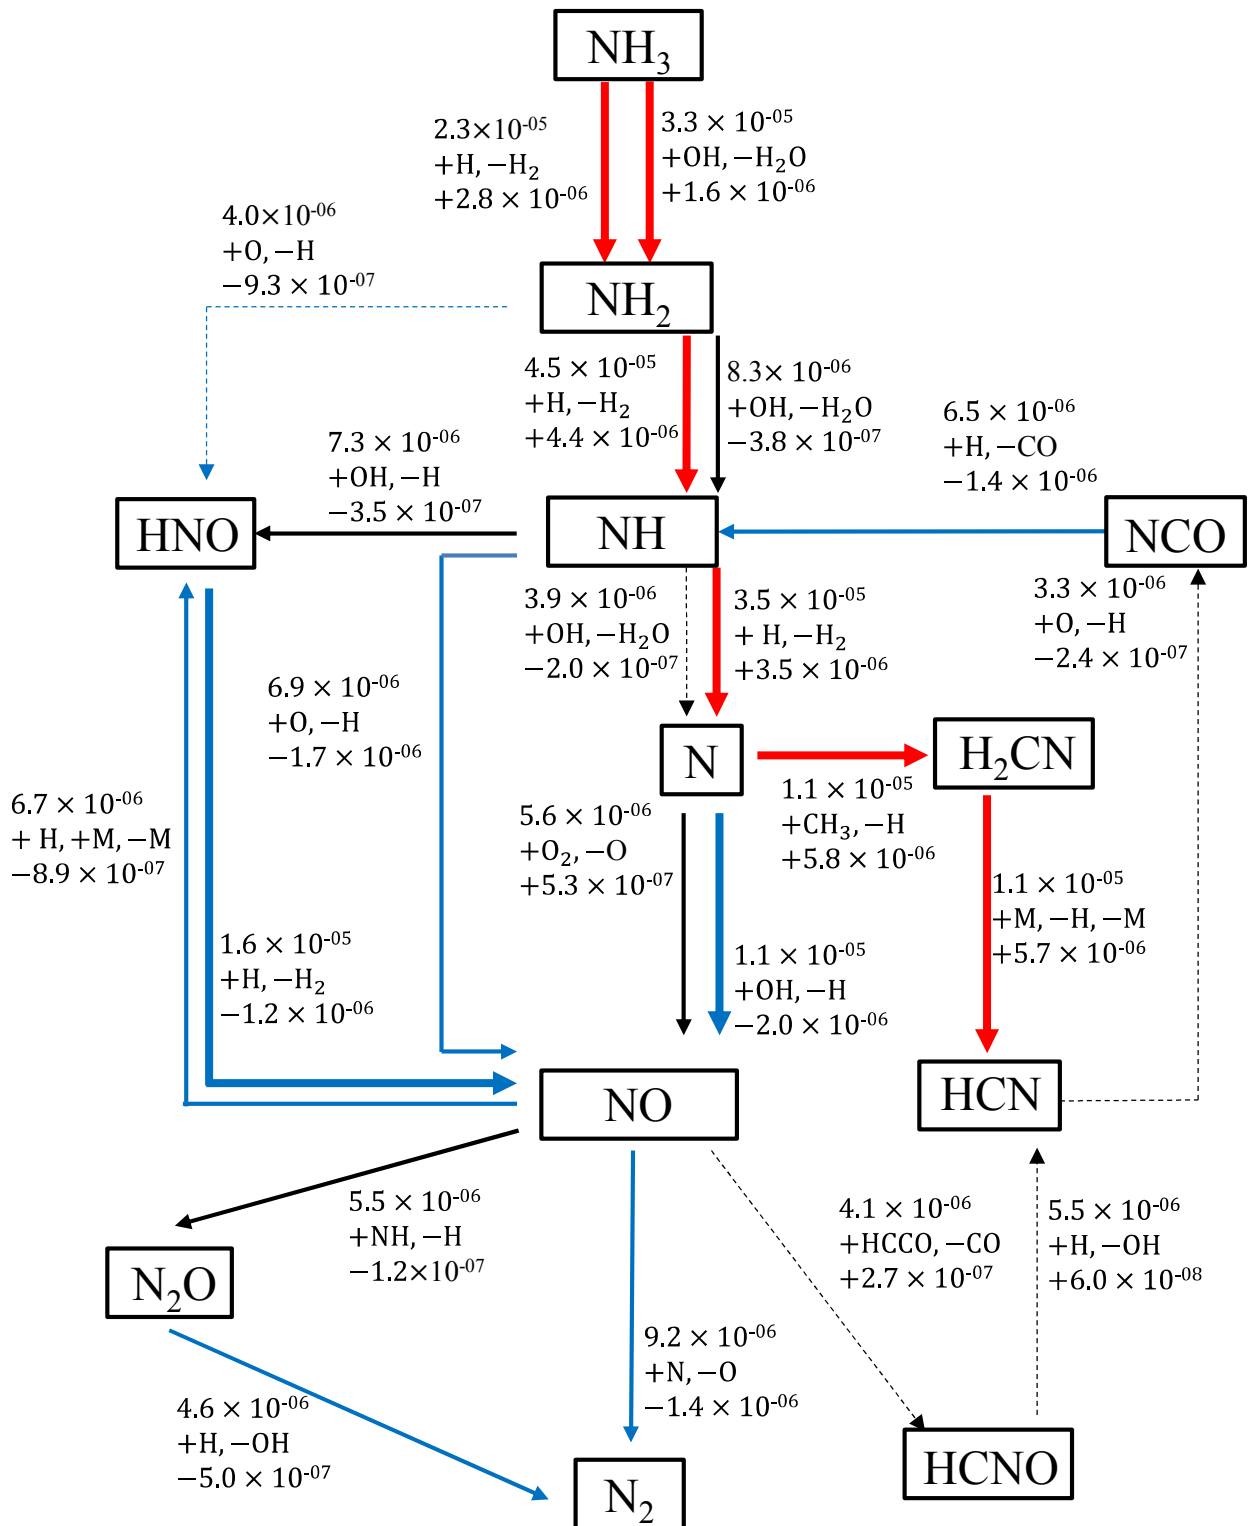 NH₃
2.3×10⁻⁰⁵
+H, −H₂
+2.8 × 10⁻⁰⁶
3.3 × 10⁻⁰⁵
+OH, −H₂O
+1.6 × 10⁻⁰⁶
4.0×10⁻⁰⁶
+O, −H
−9.3 × 10⁻⁰⁷
NH₂
4.5 × 10⁻⁰⁵
+H, −H₂
+4.4 × 10⁻⁰⁶
8.3× 10⁻⁰⁶
+OH, −H₂O
−3.8 × 10⁻⁰⁷
6.5 × 10⁻⁰⁶
+H, −CO
−1.4 × 10⁻⁰⁶
7.3 × 10⁻⁰⁶
+OH, −H
−3.5 × 10⁻⁰⁷
HNO
NH
NCO
3.9 × 10⁻⁰⁶
+OH, −H₂O
−2.0 × 10⁻⁰⁷
3.5 × 10⁻⁰⁵
+ H, −H₂
+3.5 × 10⁻⁰⁶
3.3 × 10⁻⁰⁶
+O, −H
−2.4 × 10⁻⁰⁷
6.9 × 10⁻⁰⁶
+O, −H
−1.7 × 10⁻⁰⁶
N
H₂CN
6.7 × 10⁻⁰⁶
+ H, +M, −M
−8.9 × 10⁻⁰⁷
5.6 × 10⁻⁰⁶
+O₂, −O
+5.3 × 10⁻⁰⁷
1.1 × 10⁻⁰⁵
+CH₃, −H
+5.8 × 10⁻⁰⁶
1.1 × 10⁻⁰⁵
+M, −H, −M
+5.7 × 10⁻⁰⁶
1.6 × 10⁻⁰⁵
+H, −H₂
−1.2 × 10⁻⁰⁶
1.1 × 10⁻⁰⁵
+OH, −H
−2.0 × 10⁻⁰⁶
NO
HCN
5.5 × 10⁻⁰⁶
+NH, −H
−1.2×10⁻⁰⁷
4.1 × 10⁻⁰⁶
+HCCO, −CO
+2.7 × 10⁻⁰⁷
5.5 × 10⁻⁰⁶
+H, −OH
+6.0 × 10⁻⁰⁸
N₂O
9.2 × 10⁻⁰⁶
+N, −O
−1.4 × 10⁻⁰⁶
4.6 × 10⁻⁰⁶
+H, −OH
−5.0 × 10⁻⁰⁷
HCNO
N₂